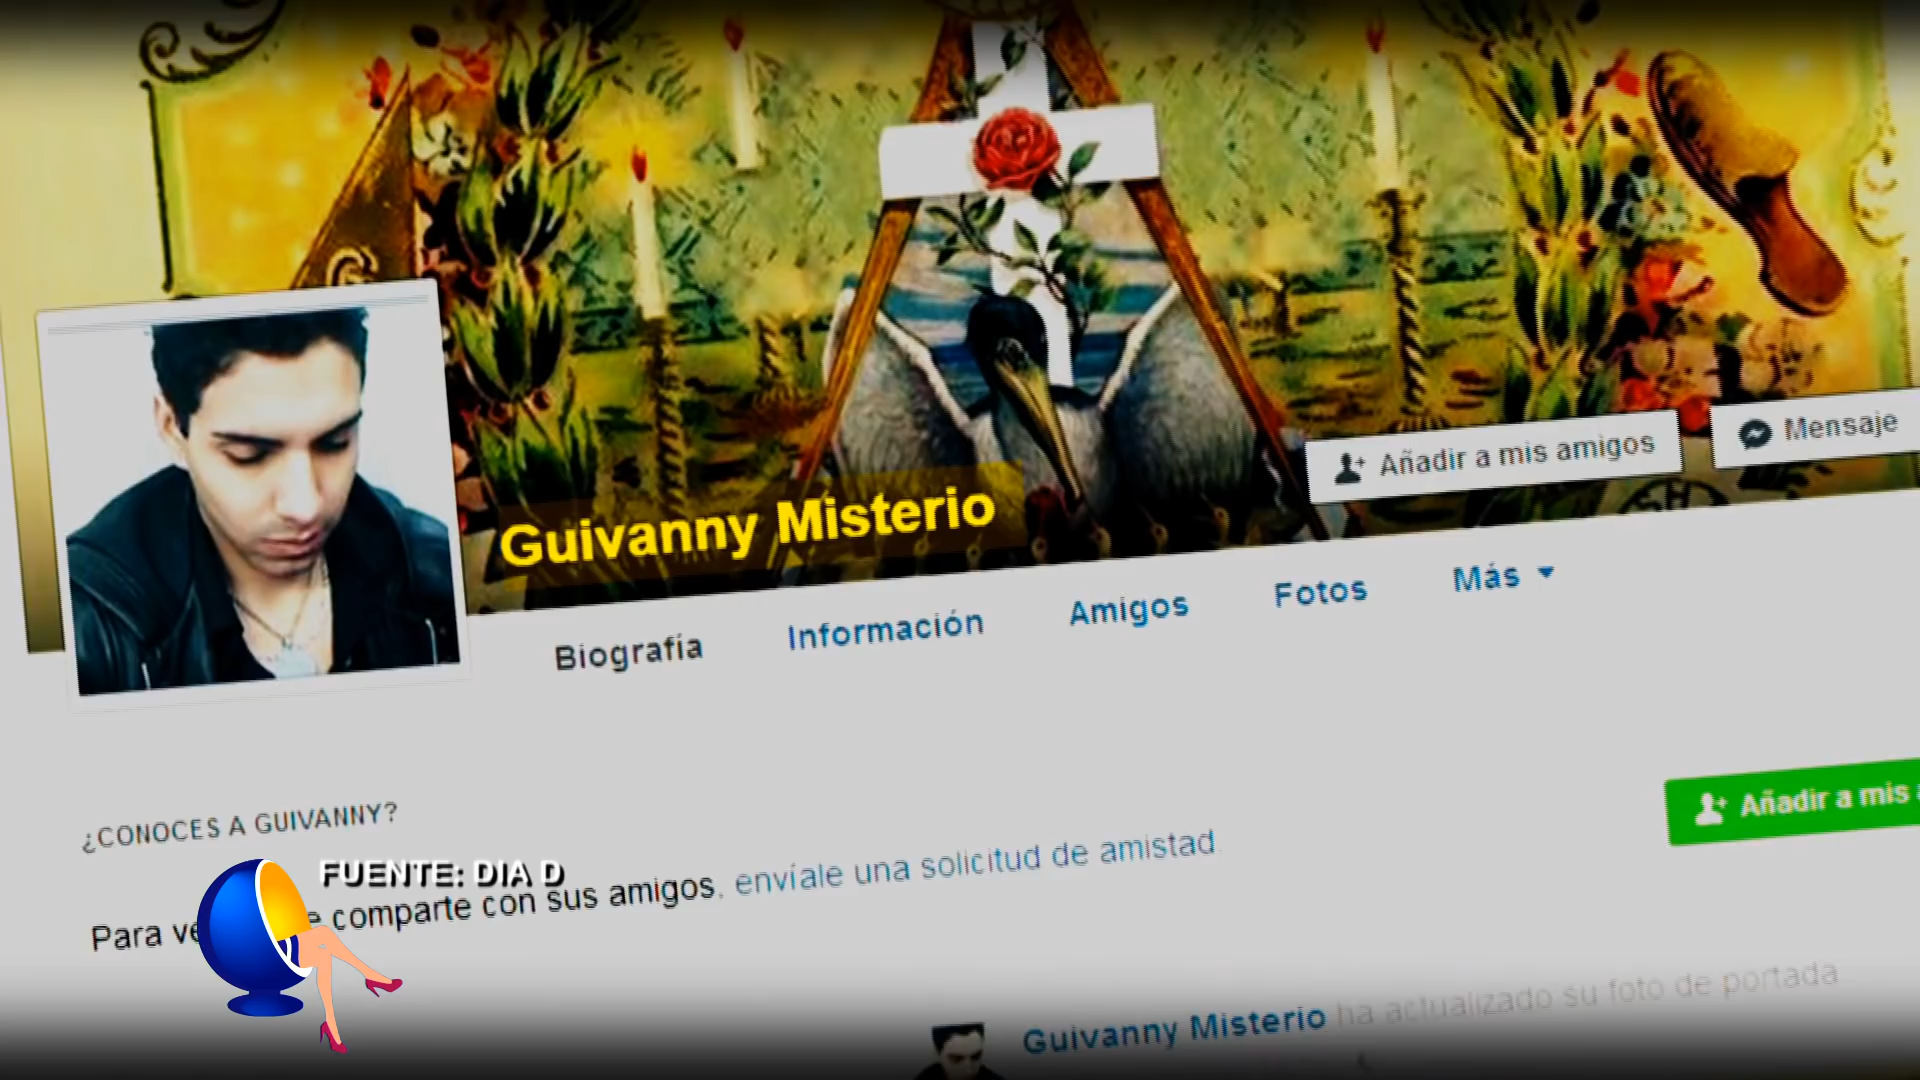 Añadir a mis amigos
Mensaje
Guivanny Misterio
Biografía
Información
Amigos
Fotos
Más
¿CONOCES A GUIVANNY?
Añadir a mis
FUENTE: DIA D
Para comparte con sus amigos, envíale una solicitud de amistad.
Guivanny Misterio ha actualizado su foto de portada